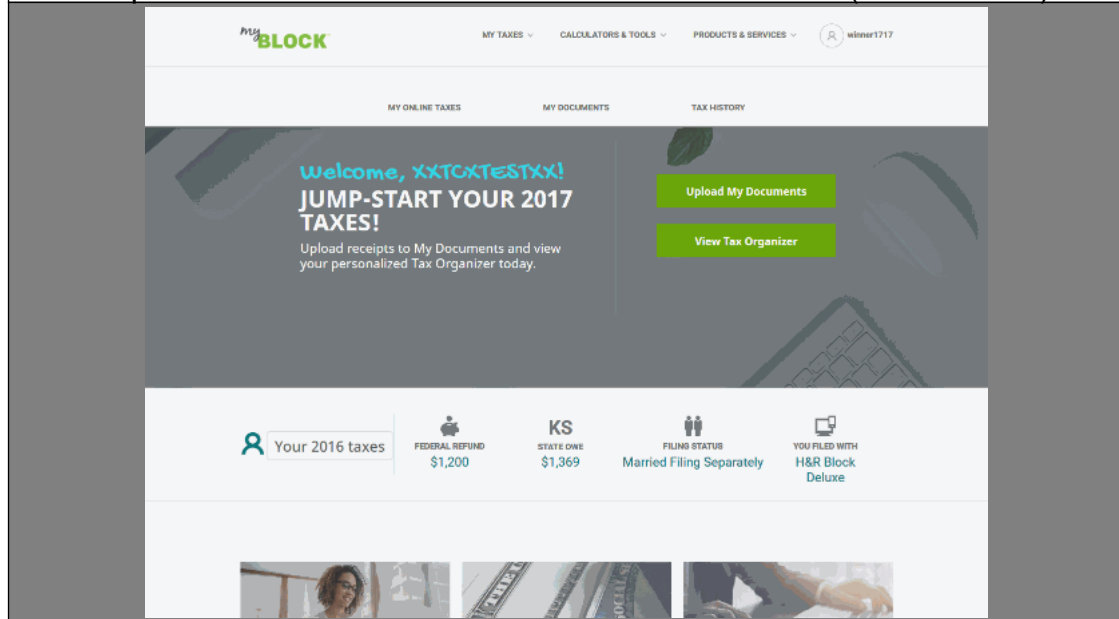 myBLOCK
MY TAXES CALCULATORS & TOOLS PRODUCTS & SERVICES winner1717
MY ONLINE TAXES MY DOCUMENTS TAX HISTORY
Welcome, XXTCXTESTXX!
JUMP-START YOUR 2017
TAXES!
Upload receipts to My Documents and view
your personalized Tax Organizer today.
Upload My Documents
View Tax Organizer
Your 2016 taxes
FEDERAL REFUND
$1,200
KS
STATE OWE
$1,369
FILING STATUS
Married Filing Separately
YOU FILED WITH
H&R Block
Deluxe